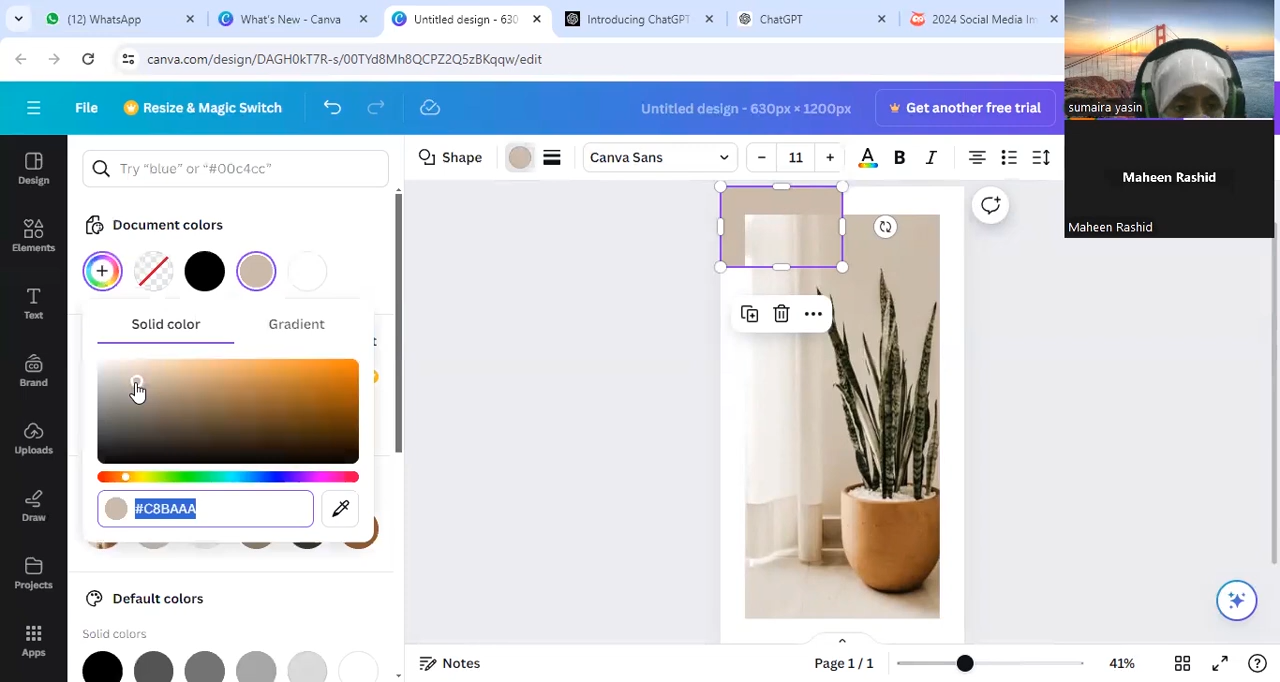 (12) WhatsApp
What's New - Canva
Untitled design - 630
Introducing ChatGPT
ChatGPT
2024 Social Media Im
canva.com/design/DAGH0kT7R-s/00TYd8Mh8QCPZ2Q5zBKqqw/edit
File
Resize & Magic Switch
Untitled design - 630px × 1200px
Get another free trial
sumaira yasin
Maheen Rashid
Maheen Rashid
Design
Elements
Text
Brand
Uploads
Draw
Projects
Apps
Try “blue” or “#00c4cc”
Shape
Canva Sans
– 11 +
A B I
Document colors
Solid color
Gradient
#C8BAAA
Default colors
Solid colors
Notes
Page 1 / 1
41%